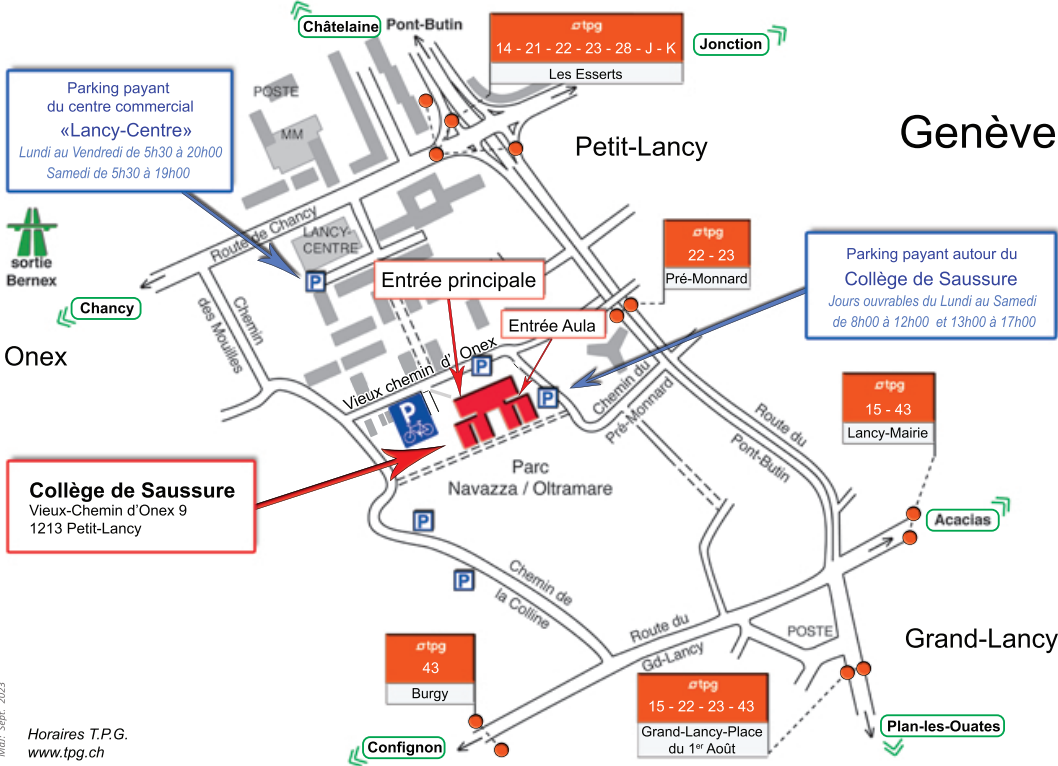 Châtelaine
Pont-Butin
tpg
14 - 21 - 22 - 23 - 28 - J - K
Les Esserts
Jonction
Genève
Petit-Lancy
Parking payant
du centre commercial
«Lancy-Centre»
Lundi au Vendredi de 5h30 à 20h00
Samedi de 5h30 à 19h00
POSTE
MM
Route de Chancy
LANCY-
CENTRE
P
sortie
Bernex
Chancy
Onex
Chemin
des Mouilles
Entrée principale
Entrée Aula
tpg
22 - 23
Pré-Monnard
Parking payant autour du
Collège de Saussure
Jours ouvrables du Lundi au Samedi
de 8h00 à 12h00 et 13h00 à 17h00
Vieux chemin d' Onex
P
P
P
Chemin du
Pré-Monnard
Route du
Pont-Butin
tpg
15 - 43
Lancy-Mairie
Collège de Saussure
Vieux-Chemin d'Onex 9
1213 Petit-Lancy
Parc
Navazza / Oltramare
P
P
Acacias
Chemin de
la Colline
Route du
Gd-Lancy
POSTE
Grand-Lancy
tpg
43
Burgy
tpg
15 - 22 - 23 - 43
Grand-Lancy-Place
du 1er Août
Plan-les-Ouates
Confignon
Horaires T.P.G.
www.tpg.ch
Sept. 2023